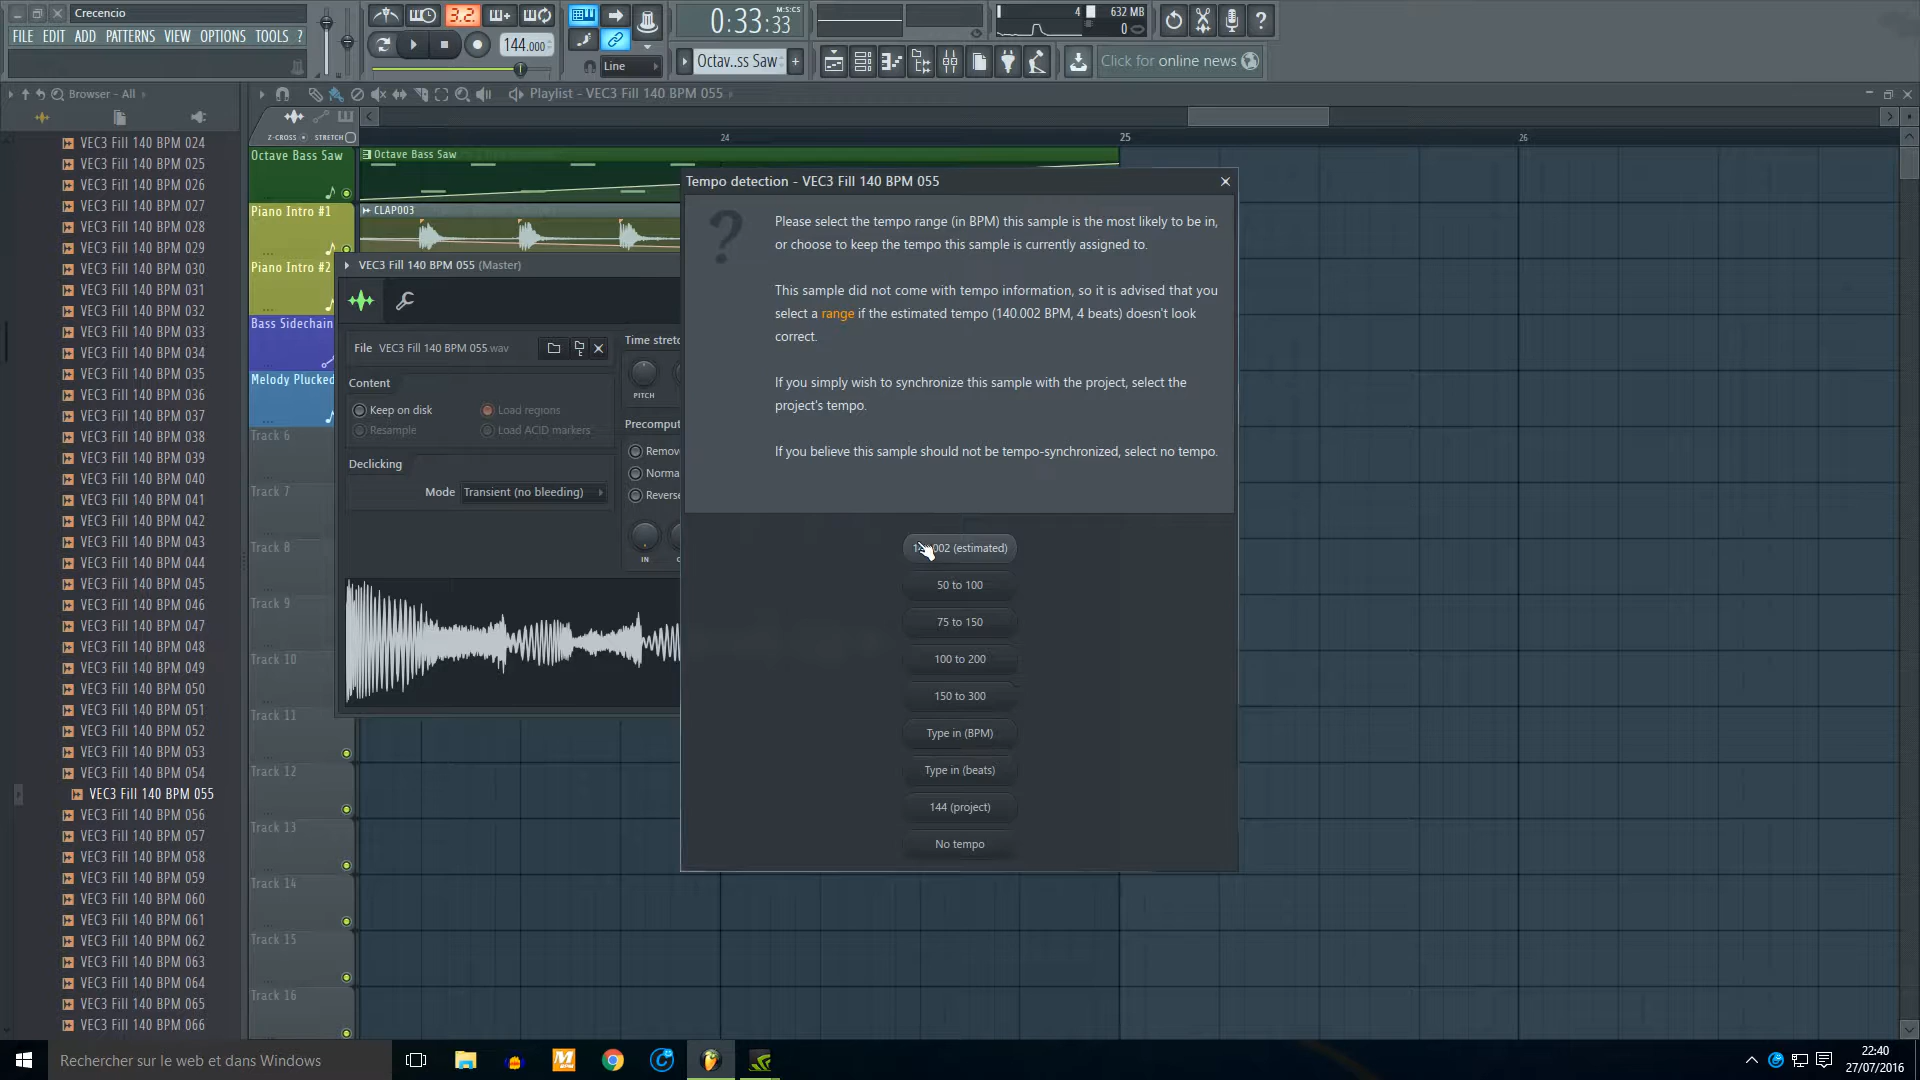 Crecencio
FILE EDIT ADD PATTERNS VIEW OPTIONS TOOLS ?
3.2.
144.000
Line
0:33:33
M:S:CS
Octav..ss Saw
4
632 MB
0
Click for online news
Browser - All
Playlist - VEC3 Fill 140 BPM 055
Z-CROSS
STRETCH
24
25
26
VEC3 Fill 140 BPM 024
VEC3 Fill 140 BPM 025
VEC3 Fill 140 BPM 026
VEC3 Fill 140 BPM 027
VEC3 Fill 140 BPM 028
VEC3 Fill 140 BPM 029
VEC3 Fill 140 BPM 030
VEC3 Fill 140 BPM 031
VEC3 Fill 140 BPM 032
VEC3 Fill 140 BPM 033
VEC3 Fill 140 BPM 034
VEC3 Fill 140 BPM 035
VEC3 Fill 140 BPM 036
VEC3 Fill 140 BPM 037
VEC3 Fill 140 BPM 038
VEC3 Fill 140 BPM 039
VEC3 Fill 140 BPM 040
VEC3 Fill 140 BPM 041
VEC3 Fill 140 BPM 042
VEC3 Fill 140 BPM 043
VEC3 Fill 140 BPM 044
VEC3 Fill 140 BPM 045
VEC3 Fill 140 BPM 046
VEC3 Fill 140 BPM 047
VEC3 Fill 140 BPM 048
VEC3 Fill 140 BPM 049
VEC3 Fill 140 BPM 050
VEC3 Fill 140 BPM 051
VEC3 Fill 140 BPM 052
VEC3 Fill 140 BPM 053
VEC3 Fill 140 BPM 054
VEC3 Fill 140 BPM 055
VEC3 Fill 140 BPM 056
VEC3 Fill 140 BPM 057
VEC3 Fill 140 BPM 058
VEC3 Fill 140 BPM 059
VEC3 Fill 140 BPM 060
VEC3 Fill 140 BPM 061
VEC3 Fill 140 BPM 062
VEC3 Fill 140 BPM 063
VEC3 Fill 140 BPM 064
VEC3 Fill 140 BPM 065
VEC3 Fill 140 BPM 066
Octave Bass Saw
Piano Intro #1
Piano Intro #2
Bass Sidechain
Melody Plucked
Track 6
Track 7
Track 8
Track 9
Track 10
Track 11
Track 12
Track 13
Track 14
Track 15
Track 16
Octave Bass Saw
CLAP003
VEC3 Fill 140 BPM 055 (Master)
File VEC3 Fill 140 BPM 055.wav
Content
Keep on disk
Load regions
Resample
Load ACID markers
Declicking
Mode
Transient (no bleeding)
Time stretc
PITCH
Precomput
Remov
Norma
Reverse
IN
Tempo detection - VEC3 Fill 140 BPM 055
Please select the tempo range (in BPM) this sample is the most likely to be in,
or choose to keep the tempo this sample is currently assigned to.
This sample did not come with tempo information, so it is advised that you
select a range if the estimated tempo (140.002 BPM, 4 beats) doesn't look
correct.
If you simply wish to synchronize this sample with the project, select the
project's tempo.
If you believe this sample should not be tempo-synchronized, select no tempo.
140.002 (estimated)
50 to 100
75 to 150
100 to 200
150 to 300
Type in (BPM)
Type in (beats)
144 (project)
No tempo
Rechercher sur le web et dans Windows
22:40
27/07/2016